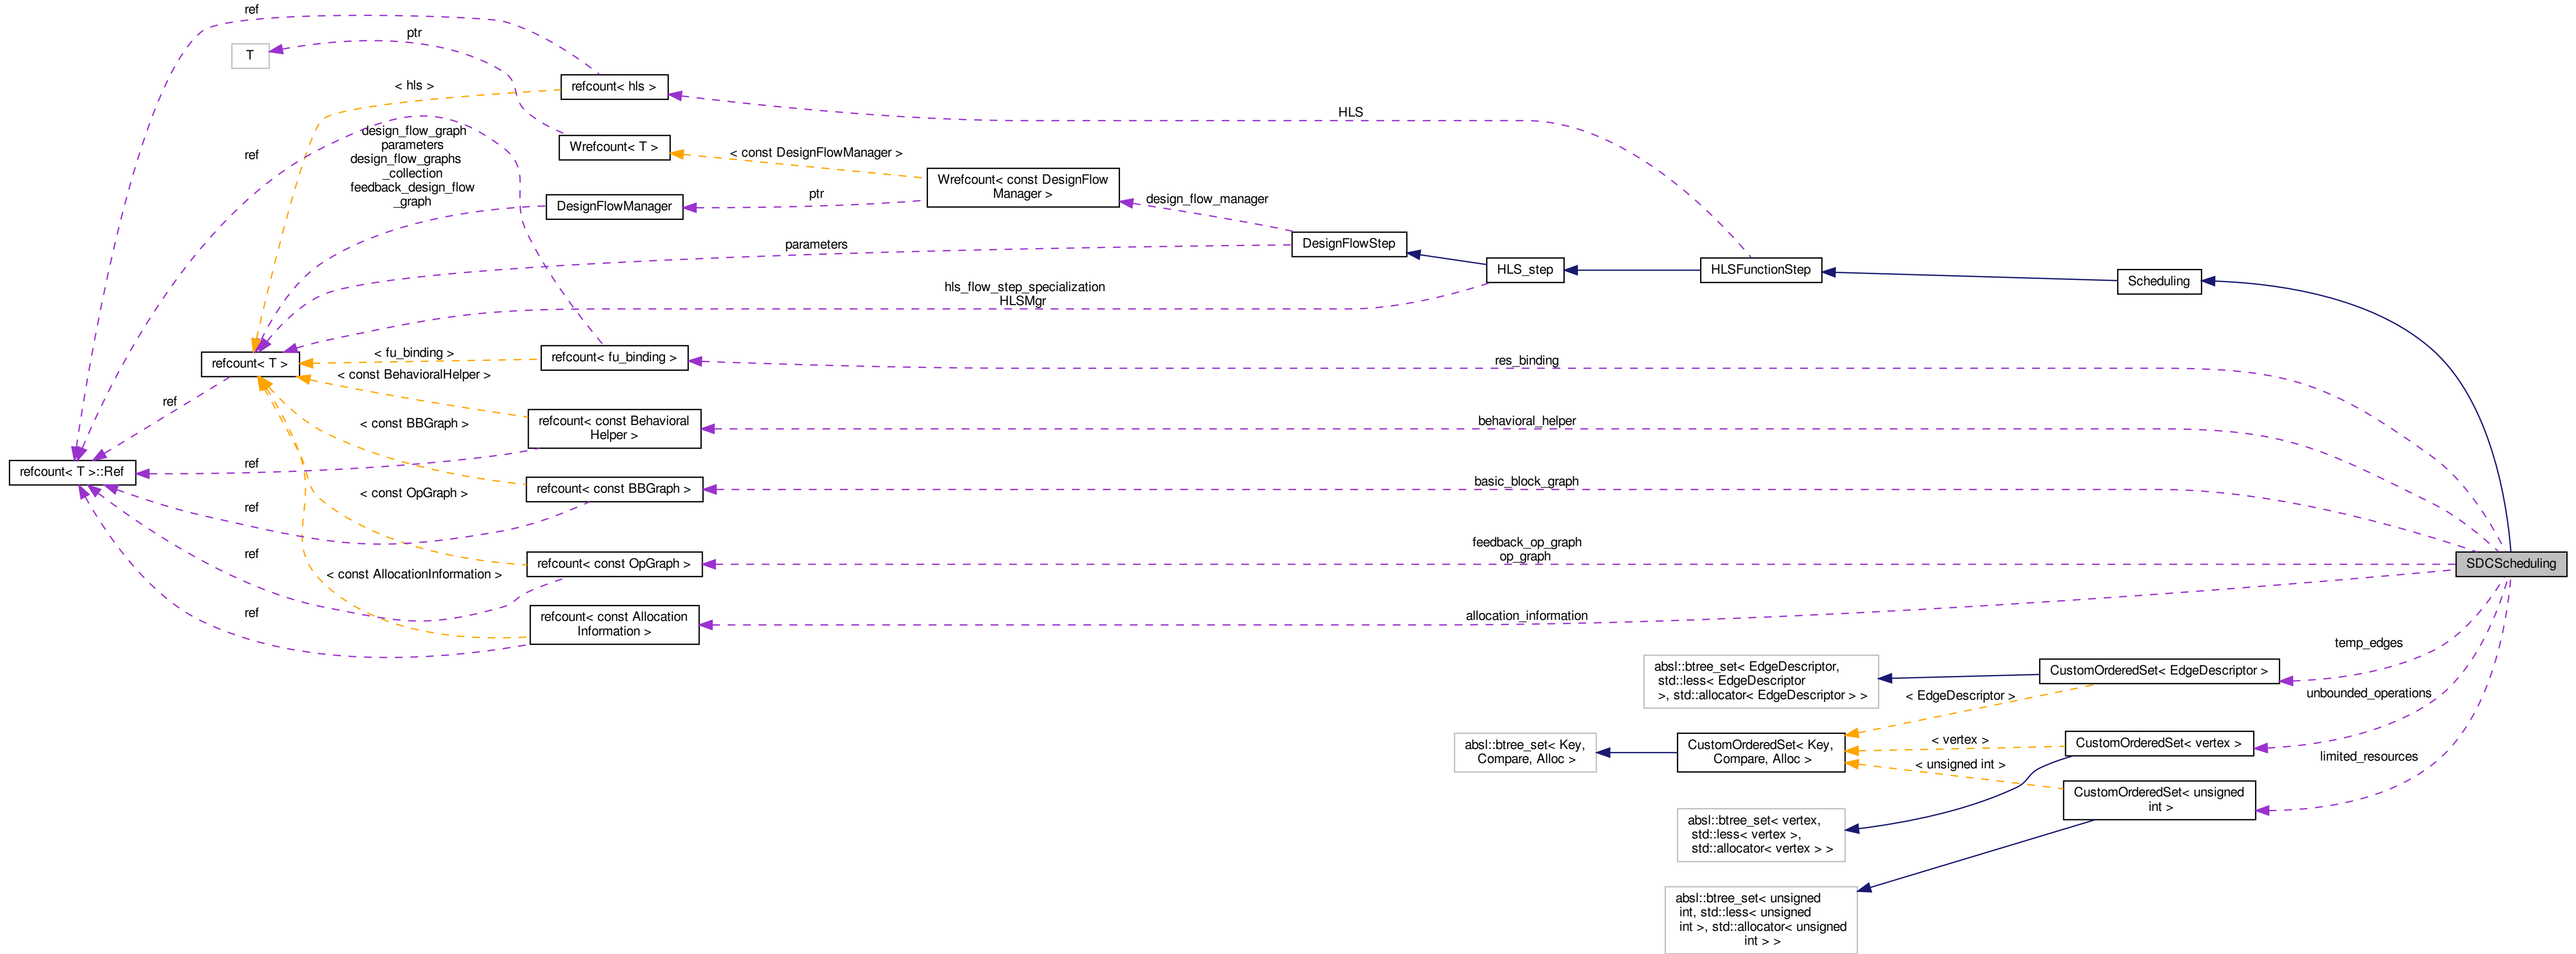 ref
ptr
T
refcount< hls >
< hls >
HLS
design_flow_graph
parameters
design_flow_graphs
_collection
feedback_design_flow
_graph
ref
Wrefcount< T >
< const DesignFlowManager >
Wrefcount< const DesignFlow
Manager >
DesignFlowManager
ptr
design_flow_manager
parameters
DesignFlowStep
HLS_step
HLSFunctionStep
Scheduling
hls_flow_step_specialization
HLSMgr
refcount< T >
< fu_binding >
refcount< fu_binding >
res_binding
< const BehavioralHelper >
ref
refcount< const Behavioral
Helper >
behavioral_helper
< const BBGraph >
refcount< T >::Ref
ref
refcount< const BBGraph >
basic_block_graph
< const OpGraph >
ref
ref
refcount< const OpGraph >
feedback_op_graph
op_graph
SDCScheduling
< const AllocationInformation >
ref
refcount< const Allocation
Information >
allocation_information
temp_edges
absl::btree_set< EdgeDescriptor,
std::less< EdgeDescriptor
>, std::allocator< EdgeDescriptor > >
CustomOrderedSet< EdgeDescriptor >
< EdgeDescriptor >
unbounded_operations
absl::btree_set< Key,
Compare, Alloc >
CustomOrderedSet< Key,
Compare, Alloc >
< vertex >
CustomOrderedSet< vertex >
< unsigned int >
limited_resources
CustomOrderedSet< unsigned
int >
absl::btree_set< vertex,
std::less< vertex >,
std::allocator< vertex > >
absl::btree_set< unsigned
int, std::less< unsigned
int >, std::allocator< unsigned
int > >